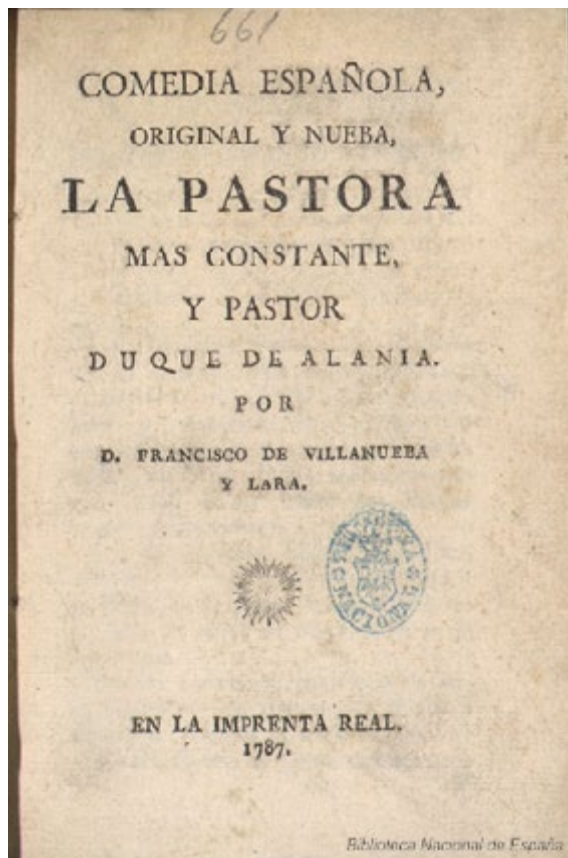 661
COMEDIA ESPAÑOLA,
ORIGINAL Y NUEBA,
LA PASTORA
MAS CONSTANTE,
Y PASTOR
DUQUE DE ALANIA.
POR
D. FRANCISCO DE VILLANUEBA
Y LARA.
NACIONAL
EN LA IMPRENTA REAL.
1787.
Biblioteca Nacional de España